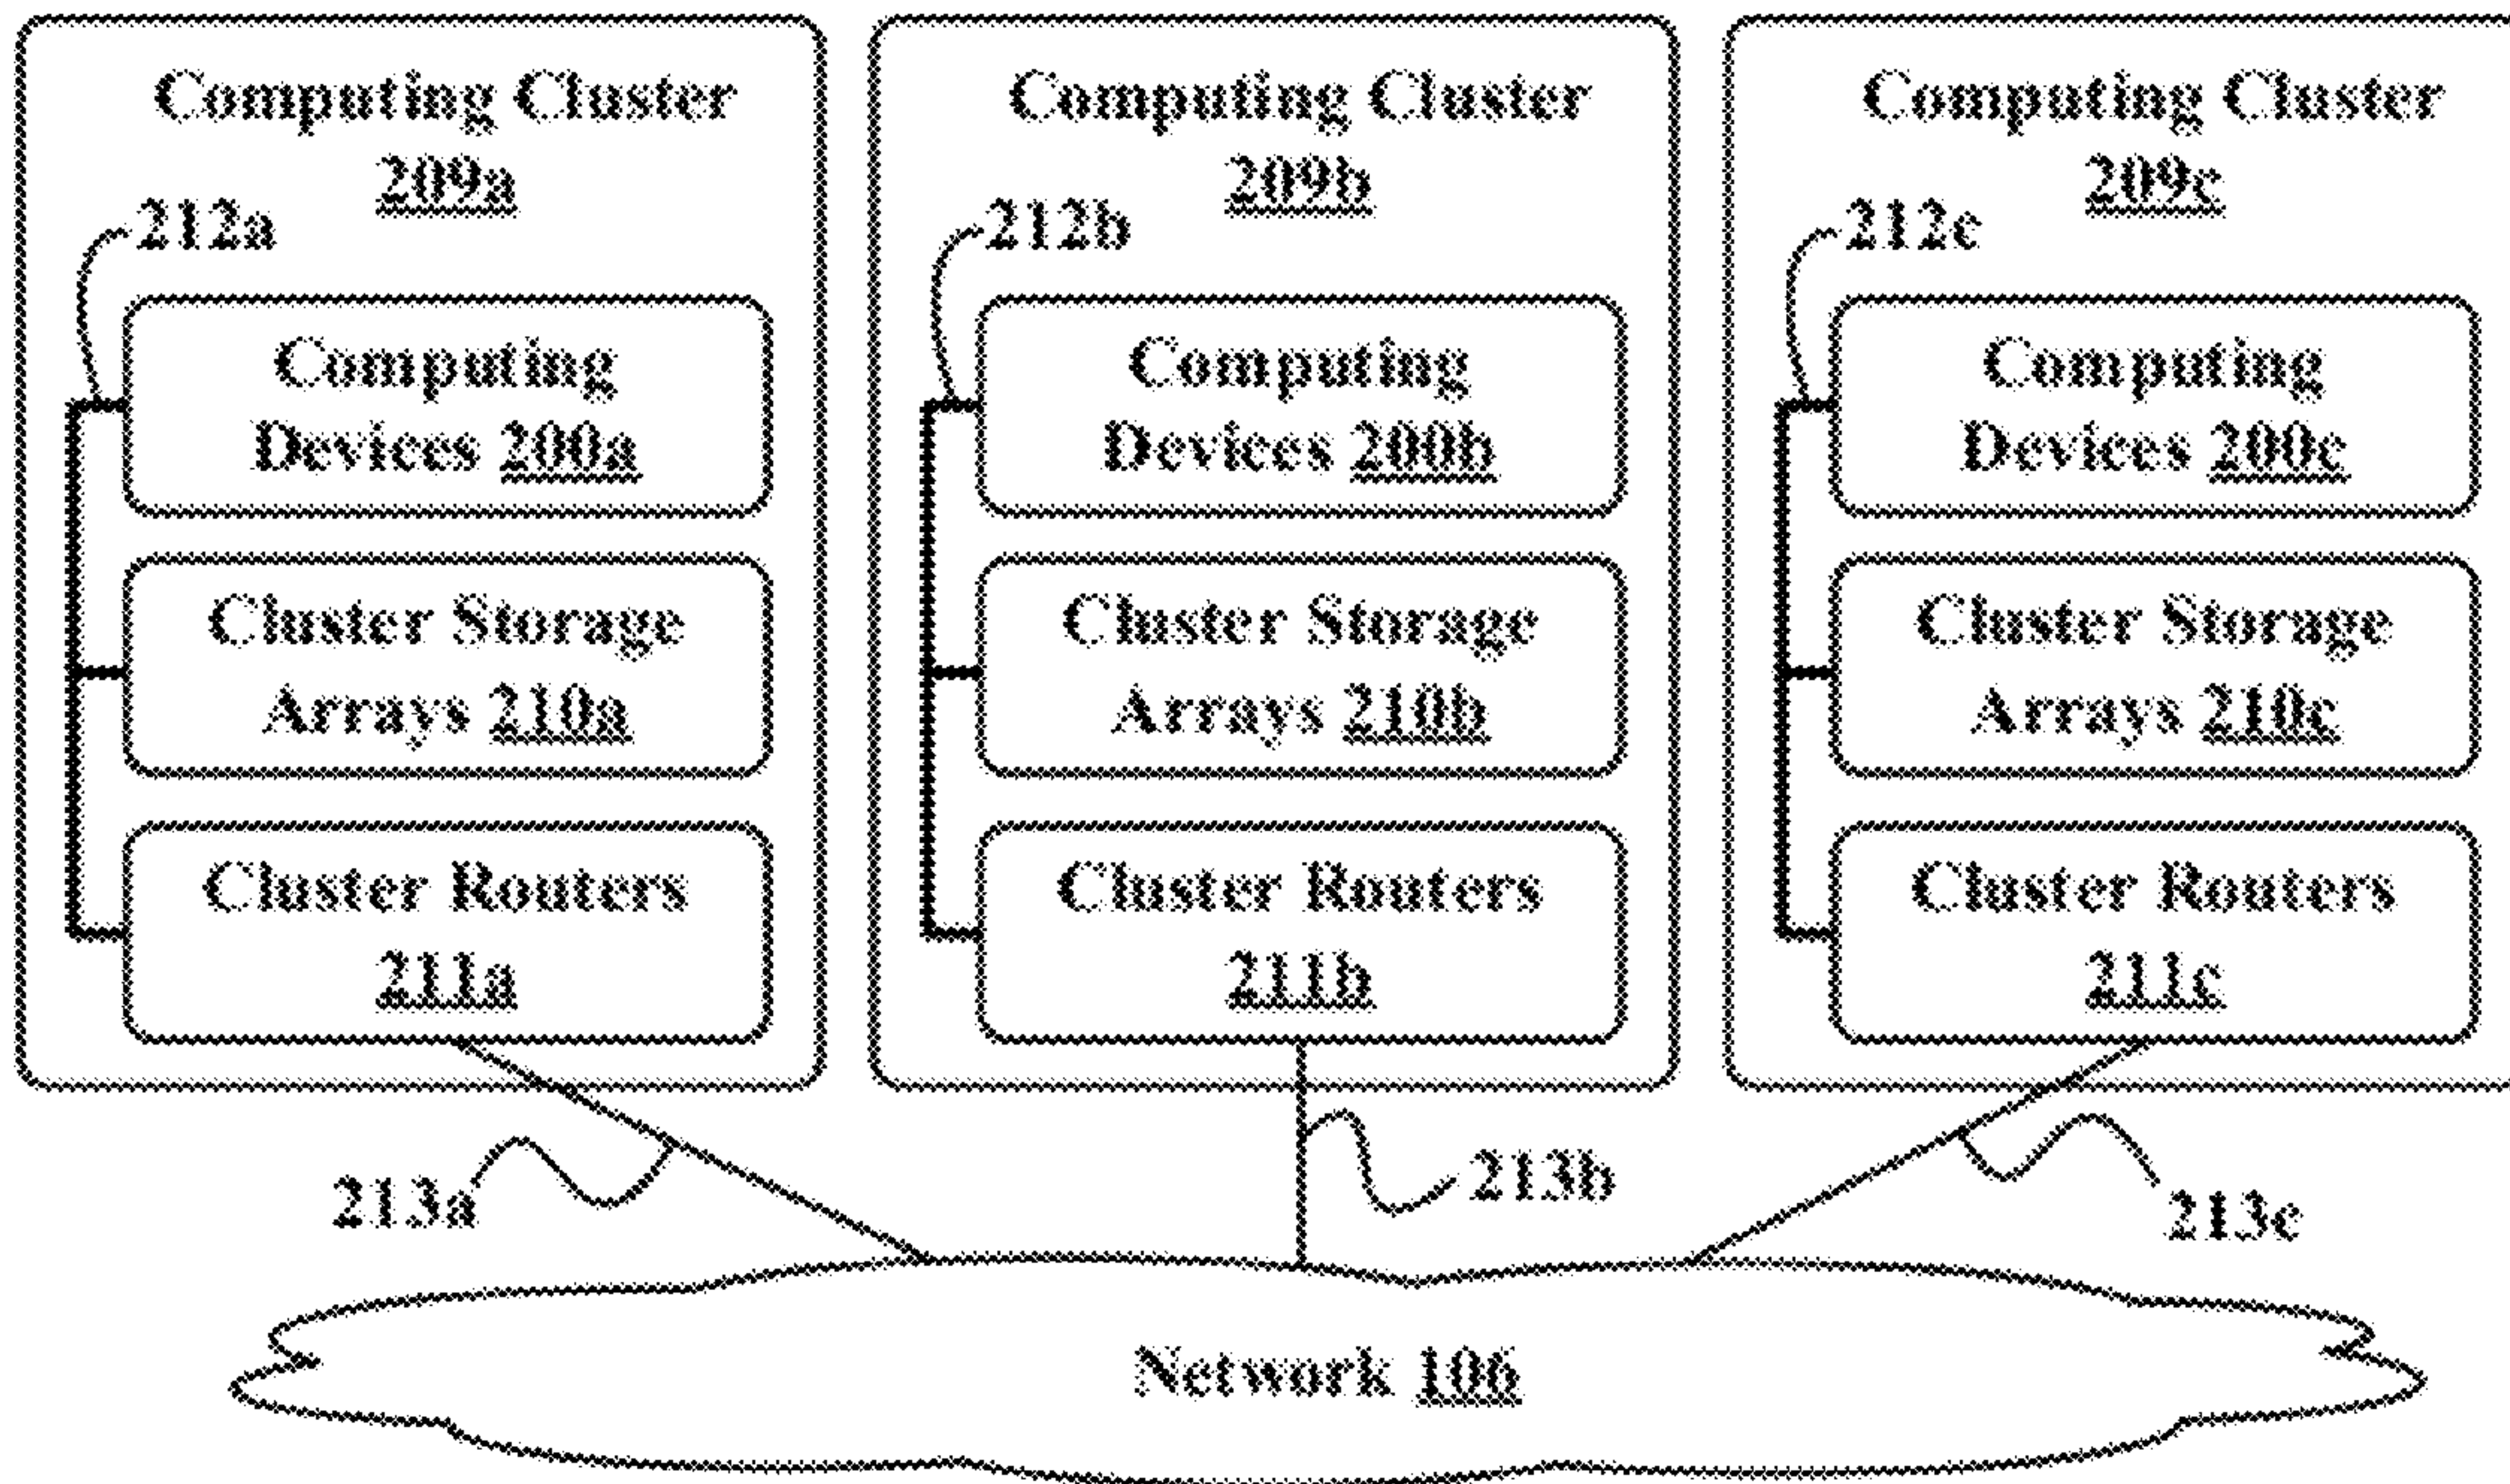 Computing Cluster
209a
212a
Computing
Devices 200a
Cluster Storage
Arrays 210a
Cluster Routers
211a
Computing Cluster
209b
212b
Computing
Devices 200b
Cluster Storage
Arrays 210b
Cluster Routers
211b
Computing Cluster
209c
212c
Computing
Devices 200c
Cluster Storage
Arrays 210c
Cluster Routers
211c
213a
213b
213c
Network 106